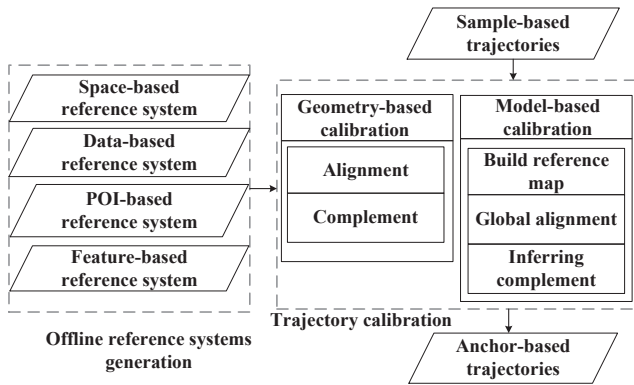 Sample-based
trajectories
Space-based
reference system
Data-based
reference system
POI-based
reference system
Feature-based
reference system
Offline reference systems
generation
Geometry-based
calibration
Alignment
Complement
Model-based
calibration
Build reference
map
Global alignment
Inferring
complement
Trajectory calibration
Anchor-based
trajectories